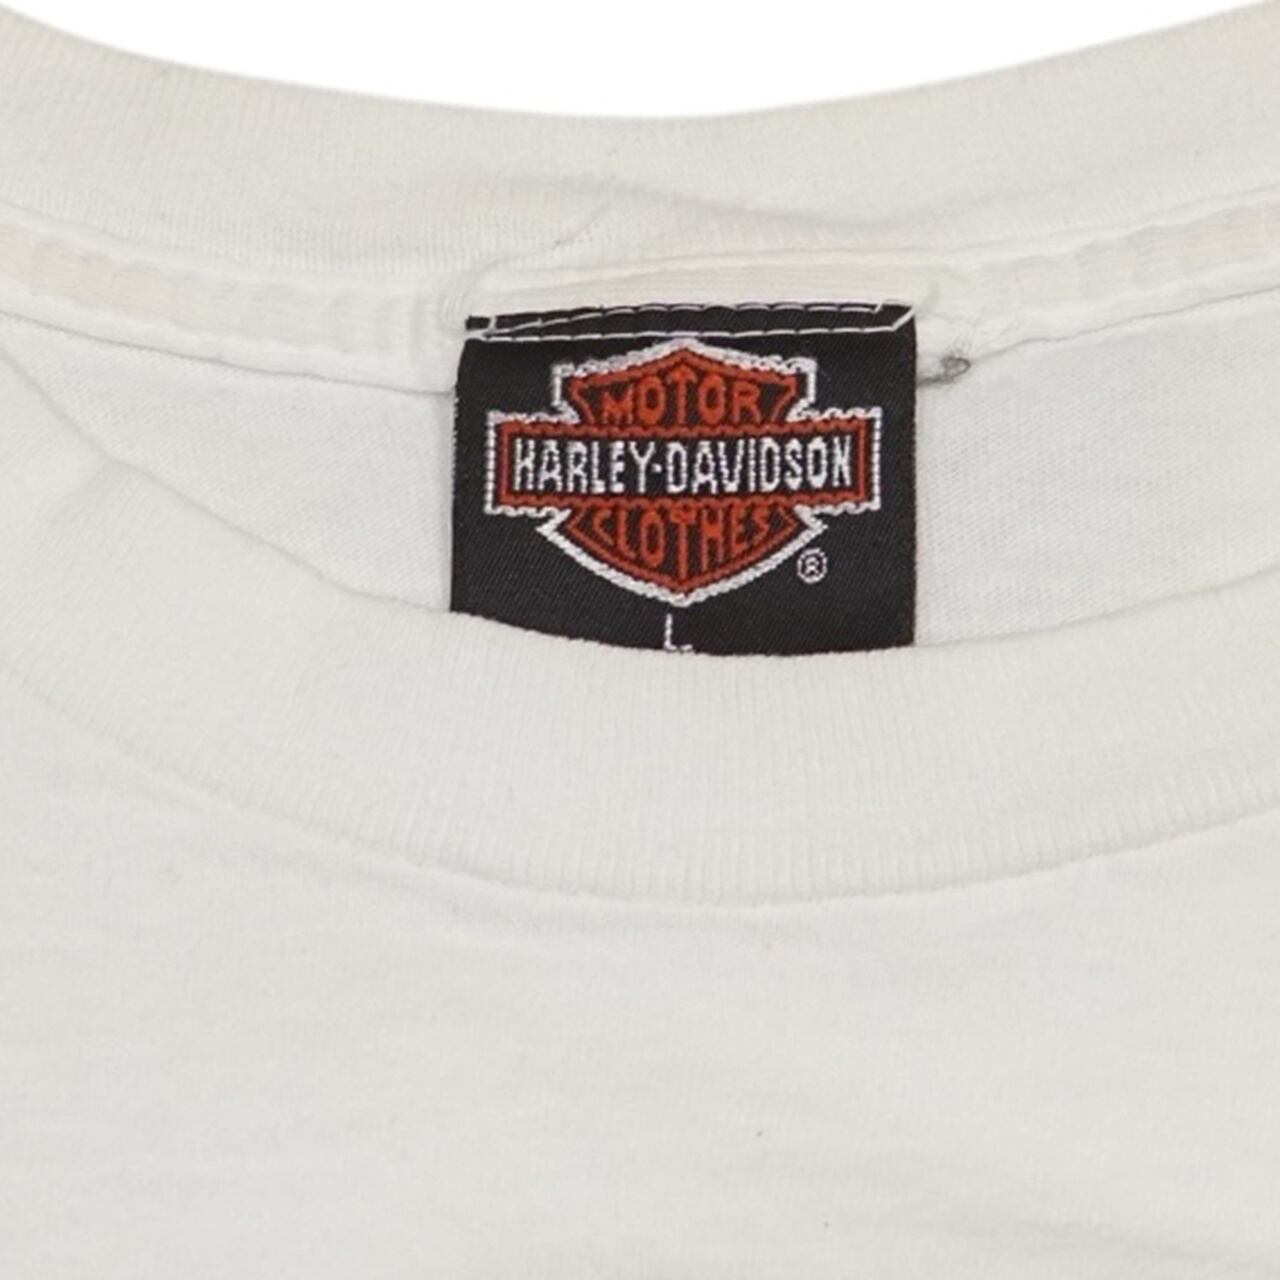 MOTOR
HARLEY-DAVIDSON
CLOTHES
®
L